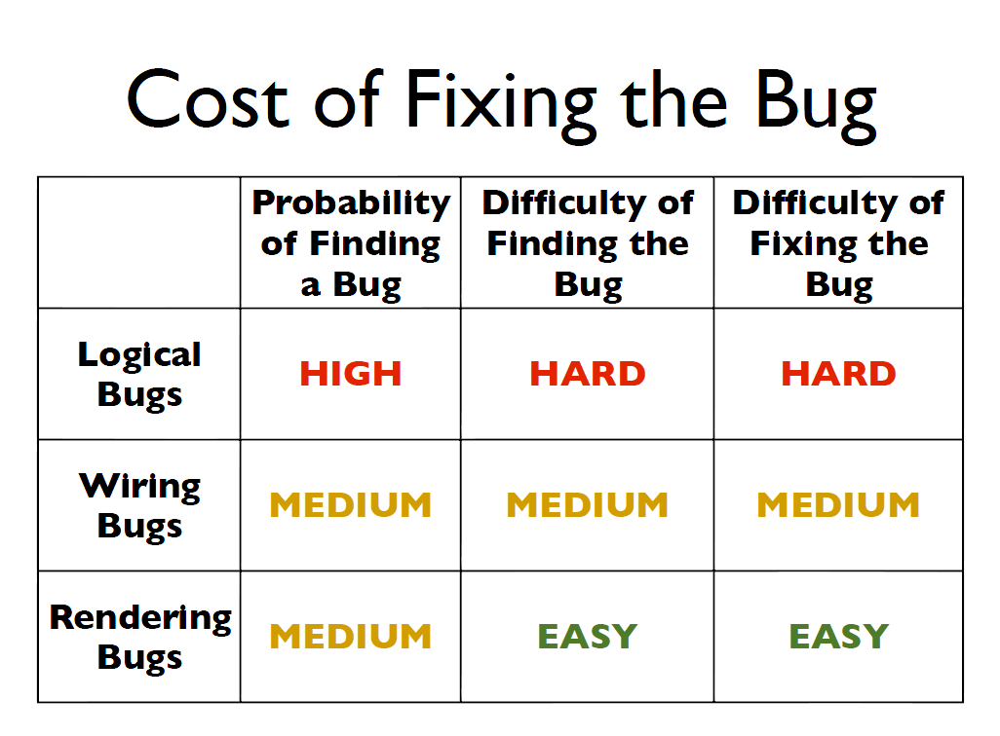 Cost of Fixing the Bug
Probability of Finding a Bug
Difficulty of Finding the Bug
Difficulty of Fixing the Bug
Logical Bugs
HIGH
HARD
HARD
Wiring Bugs
MEDIUM
MEDIUM
MEDIUM
Rendering Bugs
MEDIUM
EASY
EASY